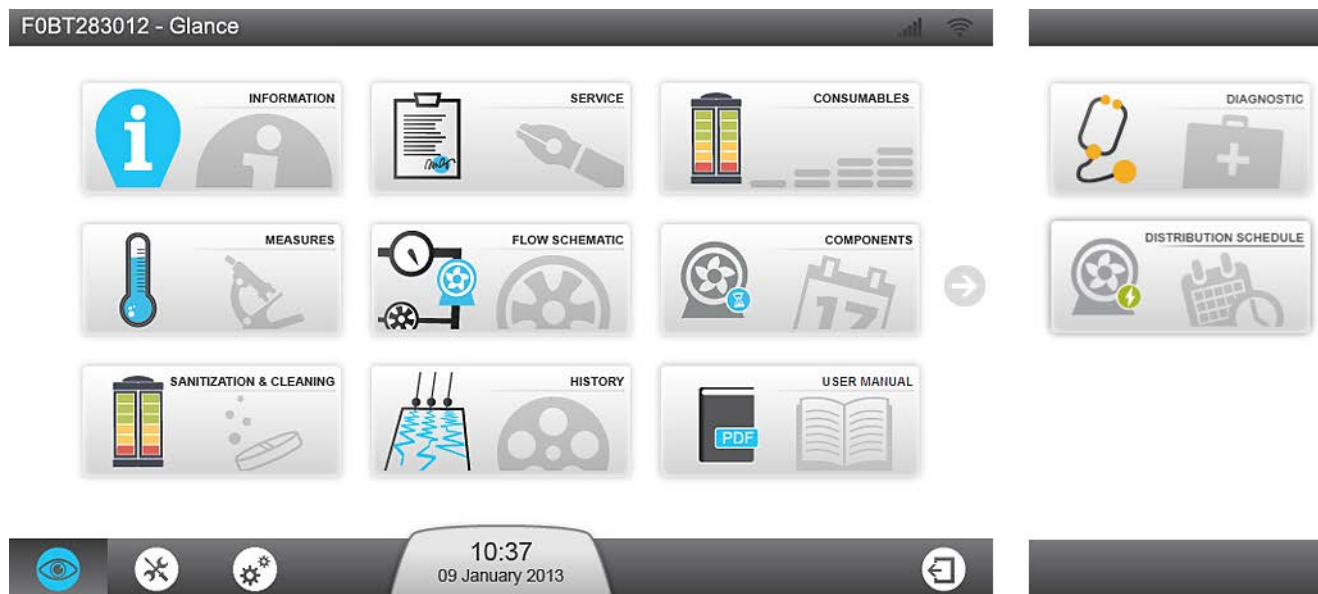 F0BT283012 - Glance
INFORMATION
SERVICE
CONSUMABLES
DIAGNOSTIC
MEASURES
FLOW SCHEMATIC
COMPONENTS
17
DISTRIBUTION SCHEDULE
SANITIZATION & CLEANING
HISTORY
USER MANUAL
PDF
10:37
09 January 2013